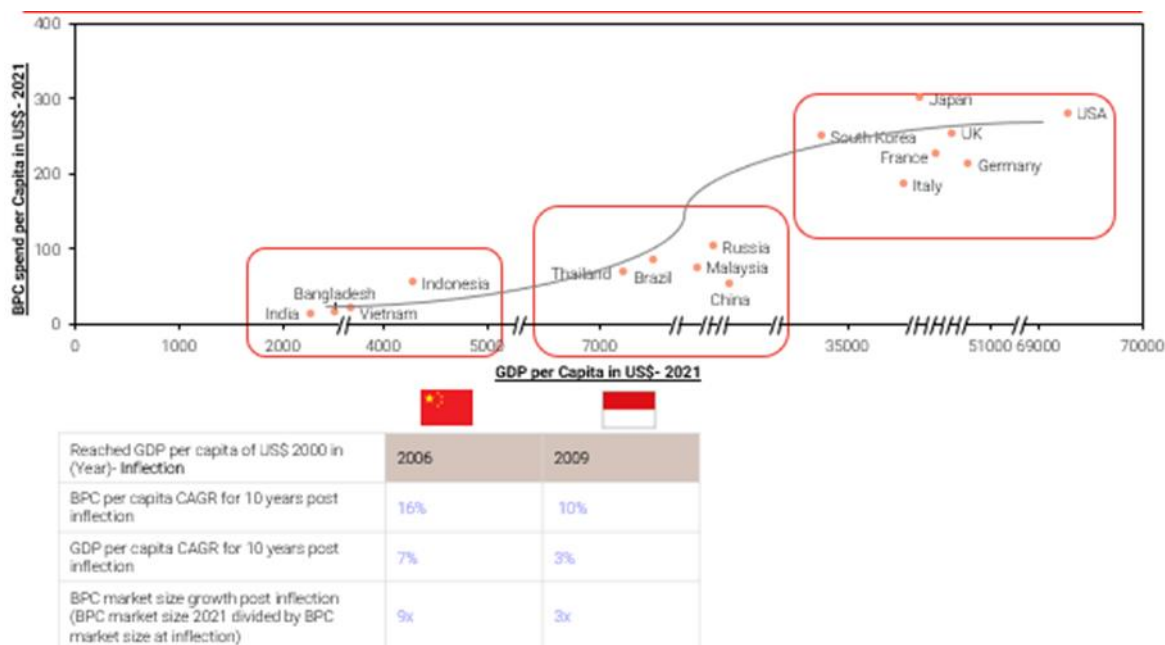 400
BPC spend per Capita in US$- 2021
300
Japan
USA
South Korea
UK
France
Germany
200
Italy
100
Russia
Indonesia
Thailand
Brazil
Malaysia
Bangladesh
China
India
Vietnam
0
0 1000 2000 4000 5000 7000 35000 51000 69000 70000
GDP per Capita in US$- 2021
Reached GDP per capita of US$ 2000 in
(Year)- Inflection
2006
2009
BPC per capita CAGR for 10 years post
inflection
16%
10%
GDP per capita CAGR for 10 years post
inflection
7%
3%
BPC market size growth post inflection
(BPC market size 2021 divided by BPC
market size at inflection)
9x
3x